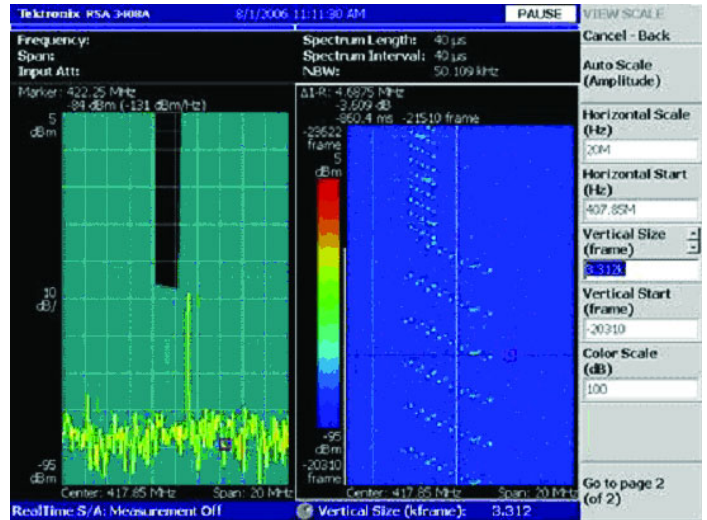 Tektronix RSA 3408A
8/1/2006 11:11:30 AM
PAUSE
VIEW SCALE
Frequency:
Span:
Input Att:
Spectrum Length: 40 µs
Spectrum Interval: 40 µs
NBW: 50.109 kHz
Marker: 422.25 MHz
-84 dBm (-131 dBm/Hz)
5
dBm
10
dB/
-95
dBm
Center: 417.85 MHz
Span: 20 MHz
Δ1-R: 4.6875 MHz
-3.609 dB
-860.4 ms -21510 frame
-23622
frame
5
dBm
-95
dBm
-20310
frame
Center: 417.85 MHz
Span: 20 MHz
Cancel - Back
Auto Scale
(Amplitude)
Horizontal Scale
(Hz)
20M
Horizontal Start
(Hz)
407.85M
Vertical Size
(frame)
3.312k
Vertical Start
(frame)
-20310
Color Scale
(dB)
100
Go to page 2
(of 2)
RealTime S/A: Measurement Off
Vertical Size (kframe): 3.312